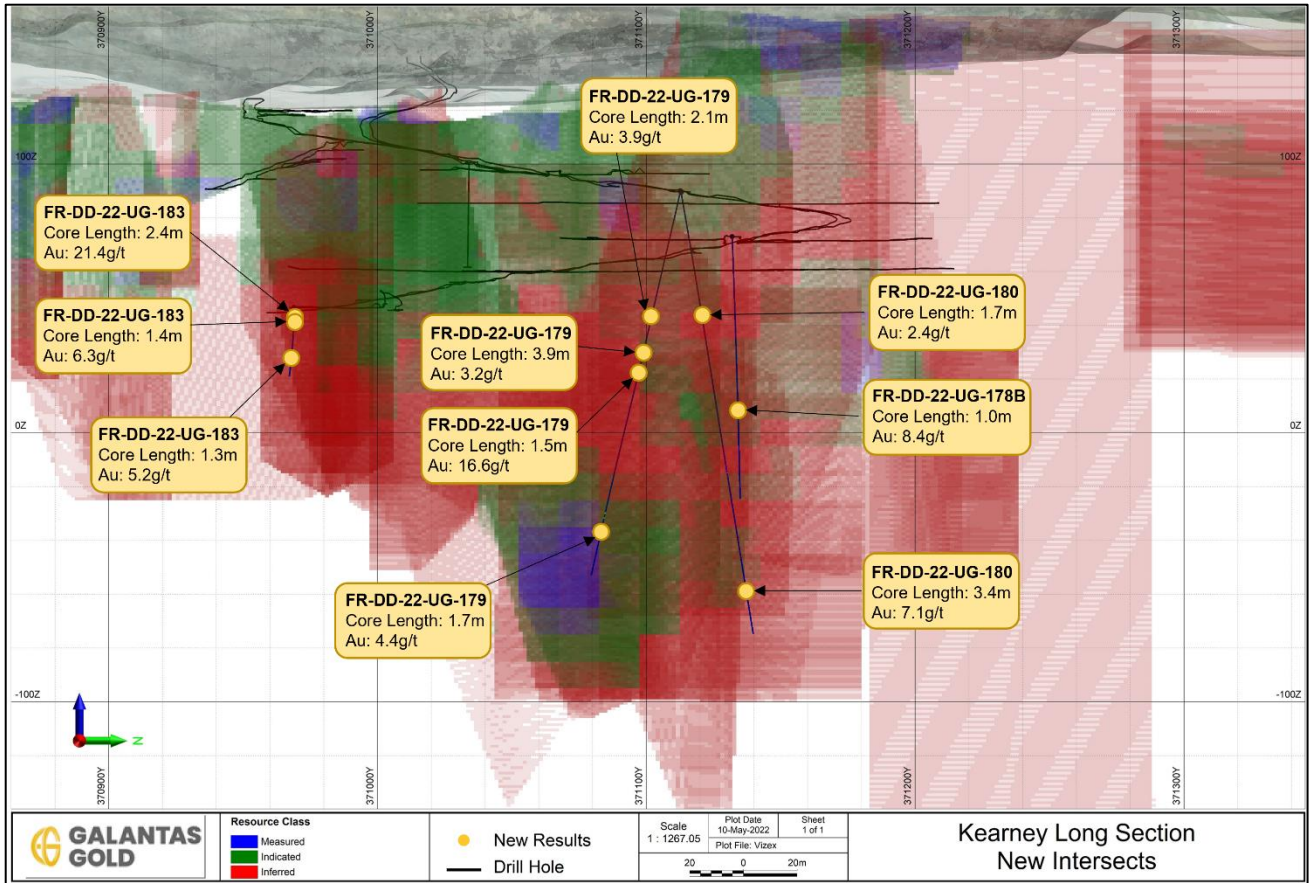 370900Y
371000Y
371100Y
371200Y
371300Y
100Z
100Z
FR-DD-22-UG-179
Core Length: 2.1m
Au: 3.9g/t
FR-DD-22-UG-183
Core Length: 2.4m
Au: 21.4g/t
FR-DD-22-UG-183
Core Length: 1.4m
Au: 6.3g/t
FR-DD-22-UG-183
Core Length: 1.3m
Au: 5.2g/t
FR-DD-22-UG-179
Core Length: 3.9m
Au: 3.2g/t
FR-DD-22-UG-179
Core Length: 1.5m
Au: 16.6g/t
FR-DD-22-UG-179
Core Length: 1.7m
Au: 4.4g/t
FR-DD-22-UG-180
Core Length: 1.7m
Au: 2.4g/t
FR-DD-22-UG-178B
Core Length: 1.0m
Au: 8.4g/t
FR-DD-22-UG-180
Core Length: 3.4m
Au: 7.1g/t
0Z
0Z
-100Z
-100Z
N
370900Y
371000Y
371100Y
371200Y
371300Y
GALANTAS
GOLD
Resource Class
Measured
Indicated
Inferred
New Results
Drill Hole
Scale
1 : 1267.05
Plot Date
10-May-2022
Sheet
1 of 1
Plot File: Vizex
20 0 20m
Kearney Long Section
New Intersects